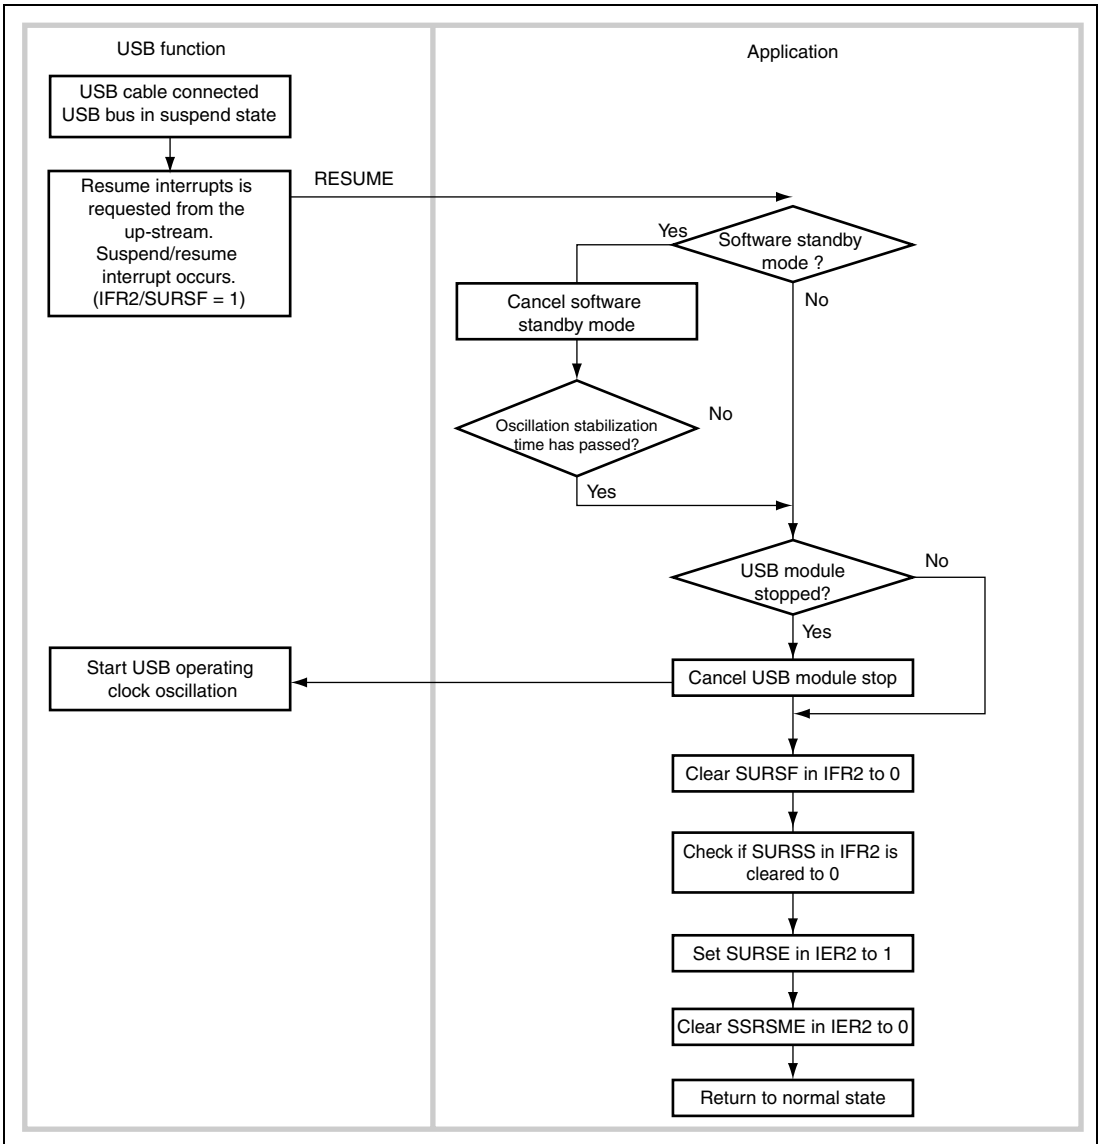 USB function
Application
USB cable connected
USB bus in suspend state
Resume interrupts is
requested from the
up-stream.
Suspend/resume
interrupt occurs.
(IFR2/SURSF = 1)
RESUME
Software standby
mode ?
Yes
No
Cancel software
standby mode
Oscillation stabilization
time has passed?
No
Yes
USB module
stopped?
No
Yes
Start USB operating
clock oscillation
Cancel USB module stop
Clear SURSF in IFR2 to 0
Check if SURSS in IFR2 is
cleared to 0
Set SURSE in IER2 to 1
Clear SSRSME in IER2 to 0
Return to normal state